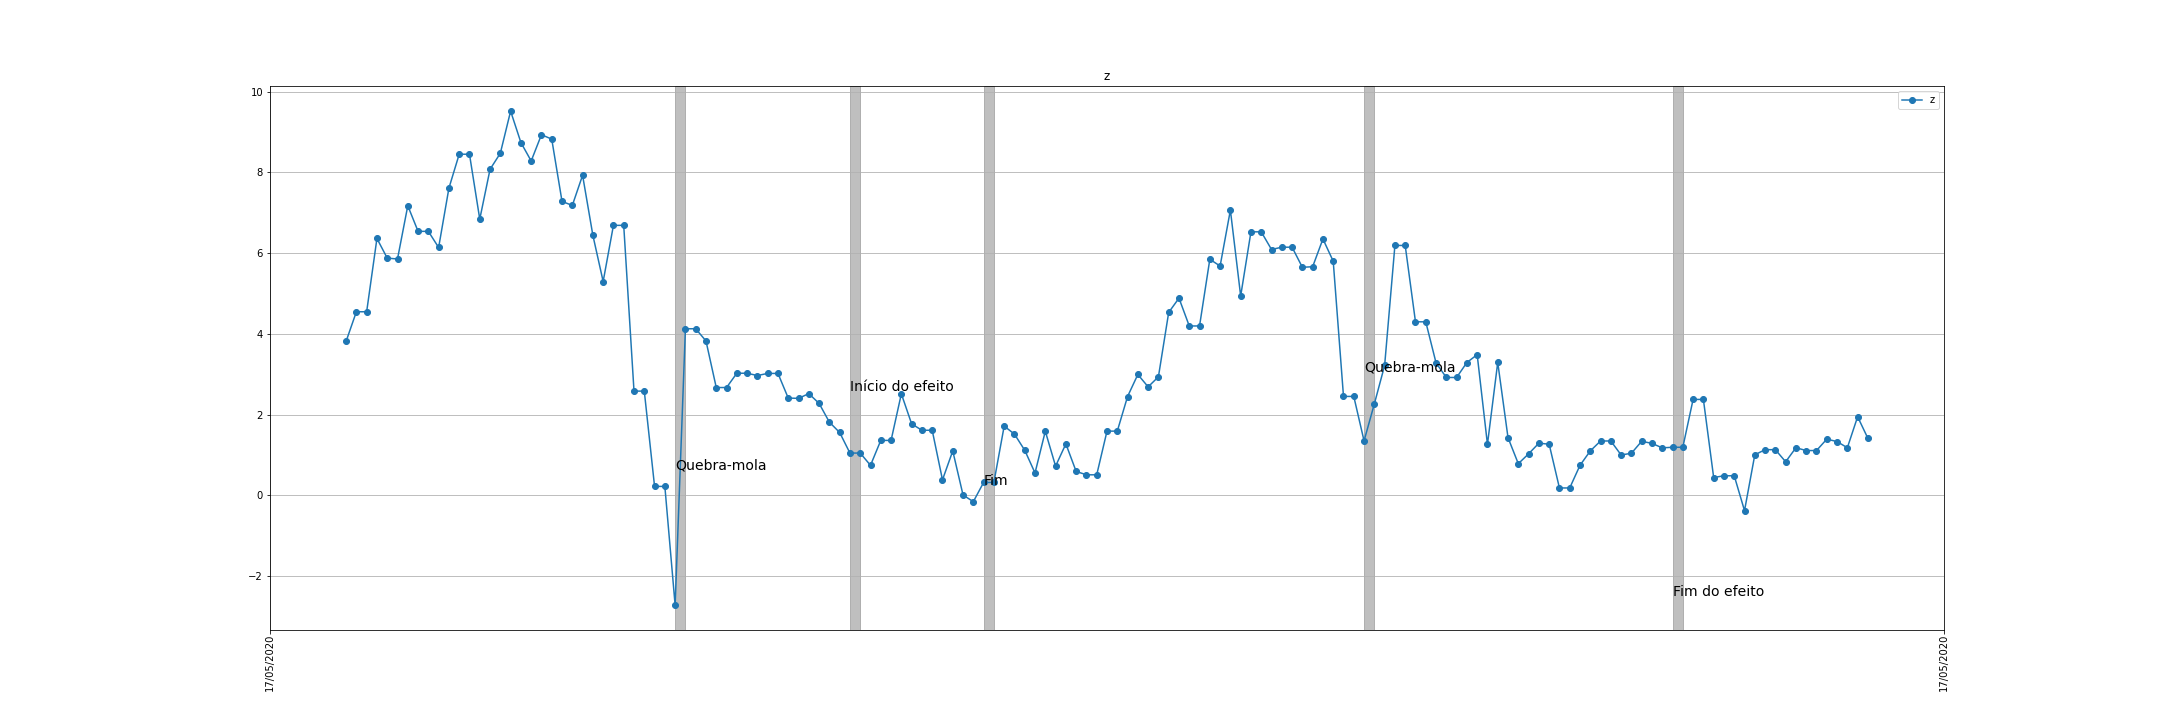 z
10
z
8
6
4
Quebra-mola
Início do efeito
2
Quebra-mola
Fim
0
−2
Fim do efeito
17/05/2020
17/05/2020